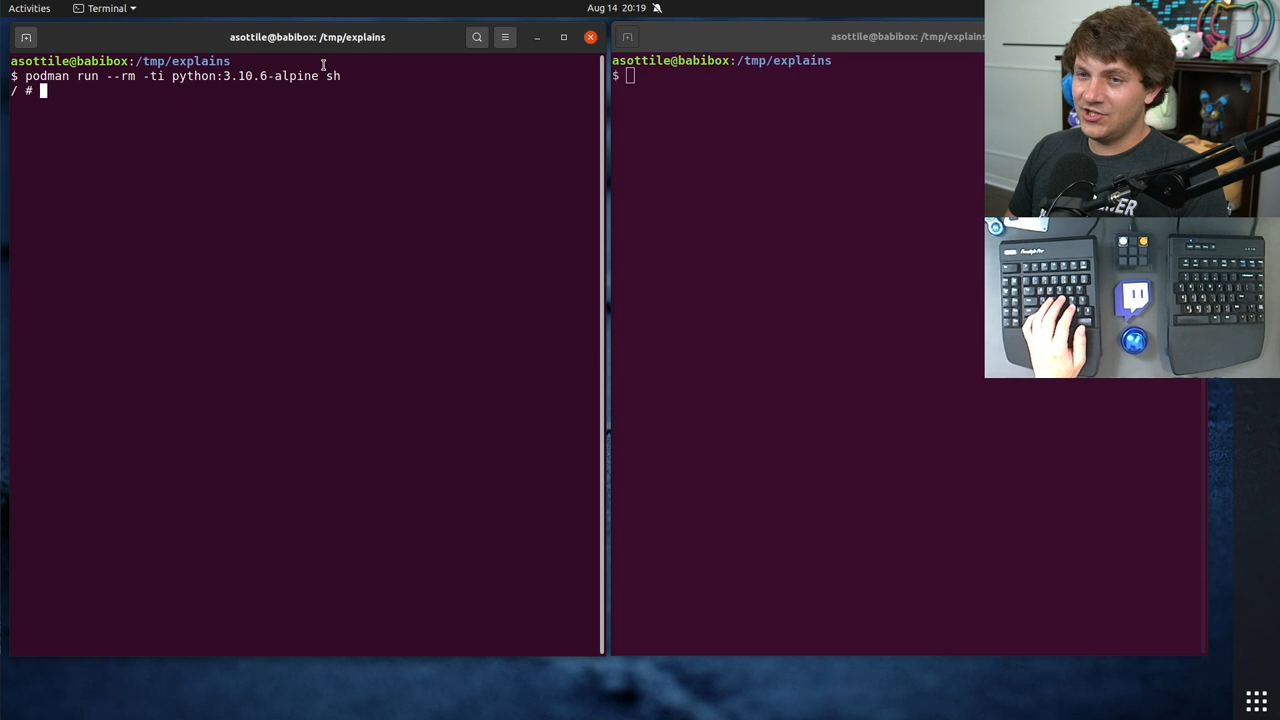 Activities
Terminal
Aug 14 20:19
asottile@babibox: /tmp/explains
asottile@babibox:/tmp/explains
$ podman run --rm -ti python:3.10.6-alpine sh
/ #
asottile@babibox: /tmp/explains
asottile@babibox:/tmp/explains
$